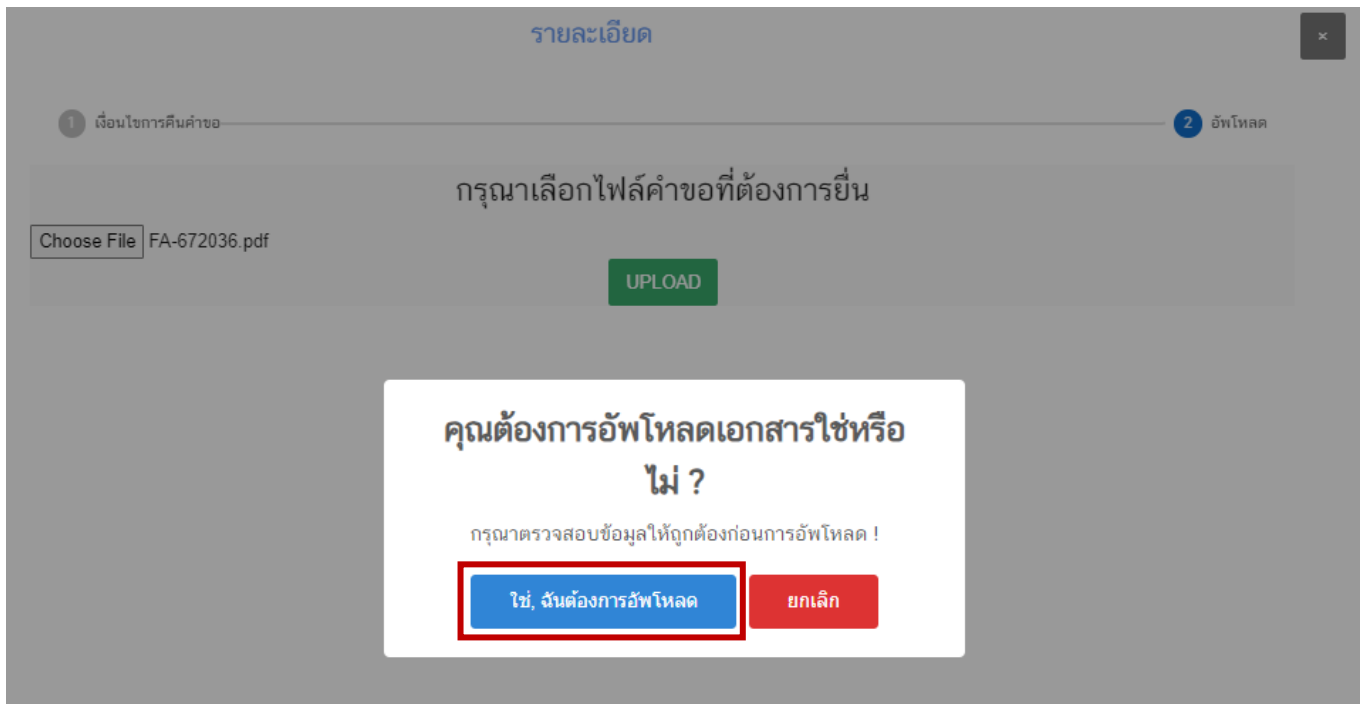 รายละเอียด
×
1 เงื่อนไขการคืนคำขอ
2 อัพโหลด
กรุณาเลือกไฟล์คำขอที่ต้องการยื่น
Choose File FA-672036.pdf
UPLOAD
คุณต้องการอัพโหลดเอกสารใช่หรือ
ไม่ ?
กรุณาตรวจสอบข้อมูลให้ถูกต้องก่อนการอัพโหลด !
ใช่, ฉันต้องการอัพโหลด
ยกเลิก